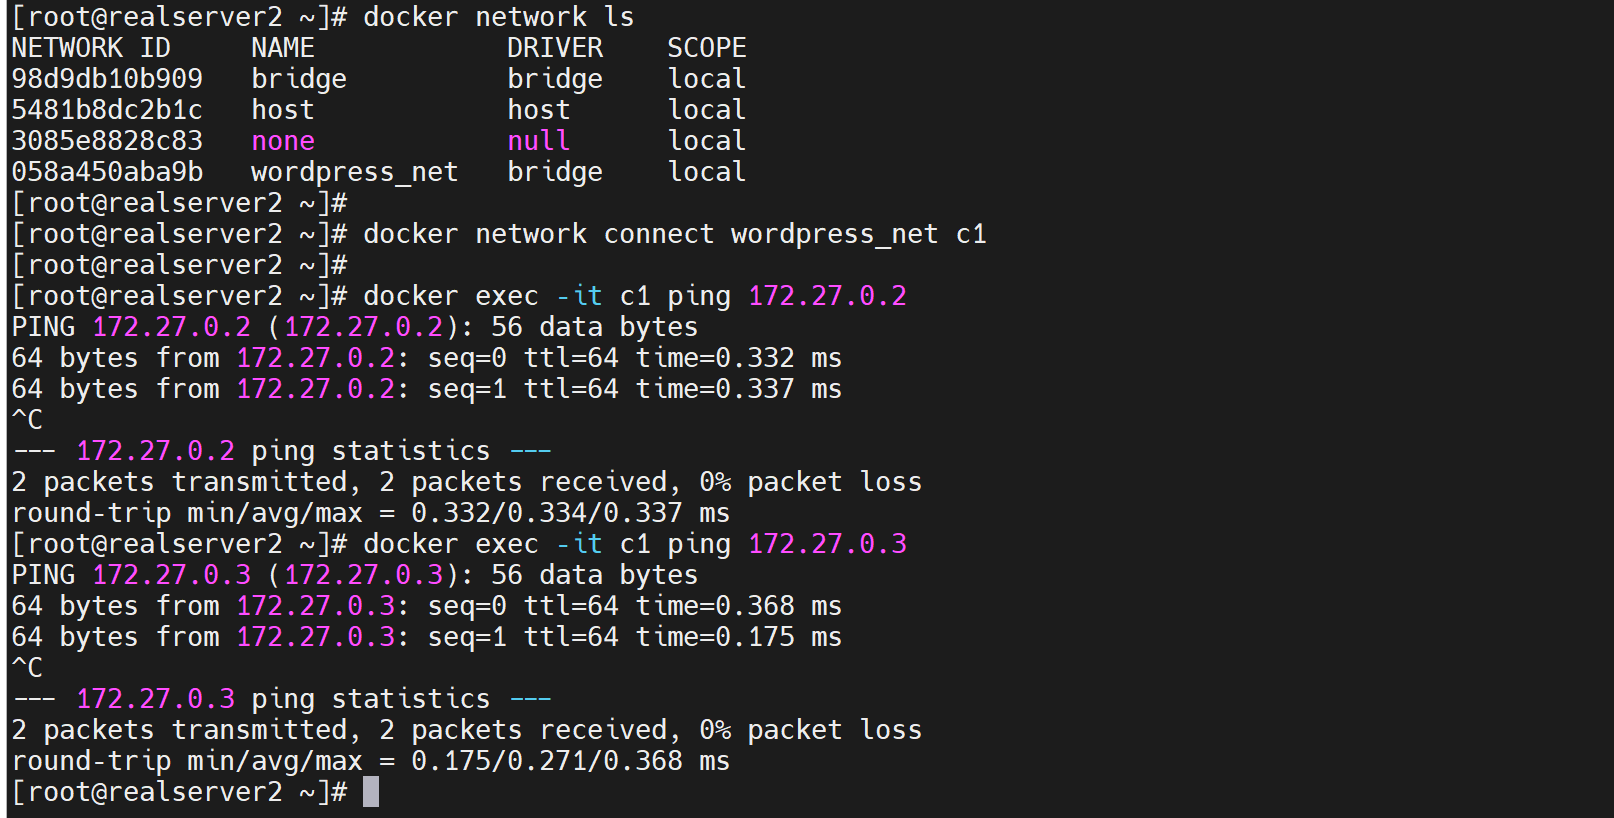 [root@realserver2 ~]# docker network ls
NETWORK ID     NAME            DRIVER    SCOPE
98d9db10b909   bridge          bridge    local
5481b8dc2b1c   host            host      local
3085e8828c83   none            null      local
058a450aba9b   wordpress_net   bridge    local
[root@realserver2 ~]#
[root@realserver2 ~]# docker network connect wordpress_net c1
[root@realserver2 ~]#
[root@realserver2 ~]# docker exec -it c1 ping 172.27.0.2
PING 172.27.0.2 (172.27.0.2): 56 data bytes
64 bytes from 172.27.0.2: seq=0 ttl=64 time=0.332 ms
64 bytes from 172.27.0.2: seq=1 ttl=64 time=0.337 ms
^C
--- 172.27.0.2 ping statistics ---
2 packets transmitted, 2 packets received, 0% packet loss
round-trip min/avg/max = 0.332/0.334/0.337 ms
[root@realserver2 ~]# docker exec -it c1 ping 172.27.0.3
PING 172.27.0.3 (172.27.0.3): 56 data bytes
64 bytes from 172.27.0.3: seq=0 ttl=64 time=0.368 ms
64 bytes from 172.27.0.3: seq=1 ttl=64 time=0.175 ms
^C
--- 172.27.0.3 ping statistics ---
2 packets transmitted, 2 packets received, 0% packet loss
round-trip min/avg/max = 0.175/0.271/0.368 ms
[root@realserver2 ~]#